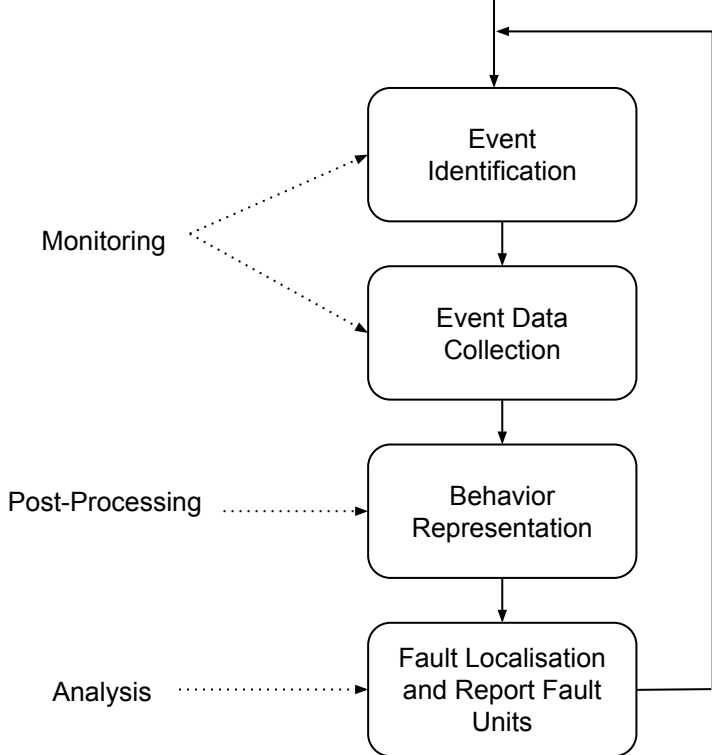 Event
Identification
Monitoring
Event Data
Collection
Post-Processing
Behavior
Representation
Analysis
Fault Localisation
and Report Fault
Units